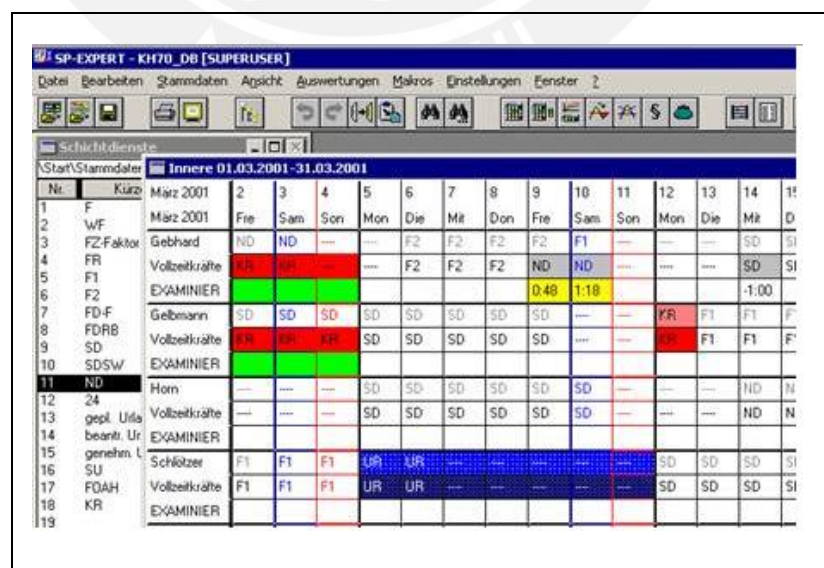 SP-EXPERT - KH70_DB [SUPERUSER]
Datei Bearbeiten Stammdaten Ansicht Auswertungen Makros Einstellungen Fenster ?
Schichtdienste
\Start\Stammdater
Innere 01.03.2001-31.03.2001
Nr. Kürze
1 F
2 WF
3 FZ-Faktor
4 FR
5 F1
6 F2
7 FD-F
8 FDRB
9 SD
10 SDSW
11 ND
12 24
13 gepl. Urla
14 beantr. Ur
15 genehm. U
16 SU
17 FOAH
18 KR
19
März 2001 2 3 4 5 6 7 8 9 10 11 12 13 14 15
März 2001 Fre Sam Son Mon Die Mit Don Fre Sam Son Mon Die Mit D
Gebhard ND ND --- --- F2 F2 F2 F2 F1 --- --- --- SD SD
Vollzeitkräfte KR KR --- --- F2 F2 F2 ND ND --- --- --- SD SD
EXAMINIER 0:48 1:18 -1:00
Gelbmann SD SD SD SD SD SD SD SD --- --- KR F1 F1 F
Vollzeitkräfte KR KR KR SD SD SD SD SD --- --- KR F1 F1 F
EXAMINIER
Horn --- --- --- SD SD SD SD SD SD --- --- --- ND N
Vollzeitkräfte --- --- --- SD SD SD SD SD SD --- --- --- ND N
EXAMINIER
Schlötzer F1 F1 F1 UR UR --- --- --- --- --- SD SD SD SD
Vollzeitkräfte F1 F1 F1 UR UR --- --- --- --- --- SD SD SD SD
EXAMINIER